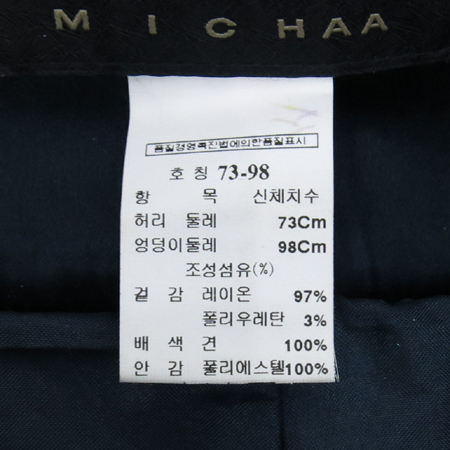 MICHAA
품질경영촉진법에의한품질표시
호칭 73-98
항 목 신체치수
허리 둘레 73Cm
엉덩이둘레 98Cm
조성섬유(%)
겉 감 레이온 97%
폴리우레탄 3%
배 색 견 100%
안 감 폴리에스텔100%